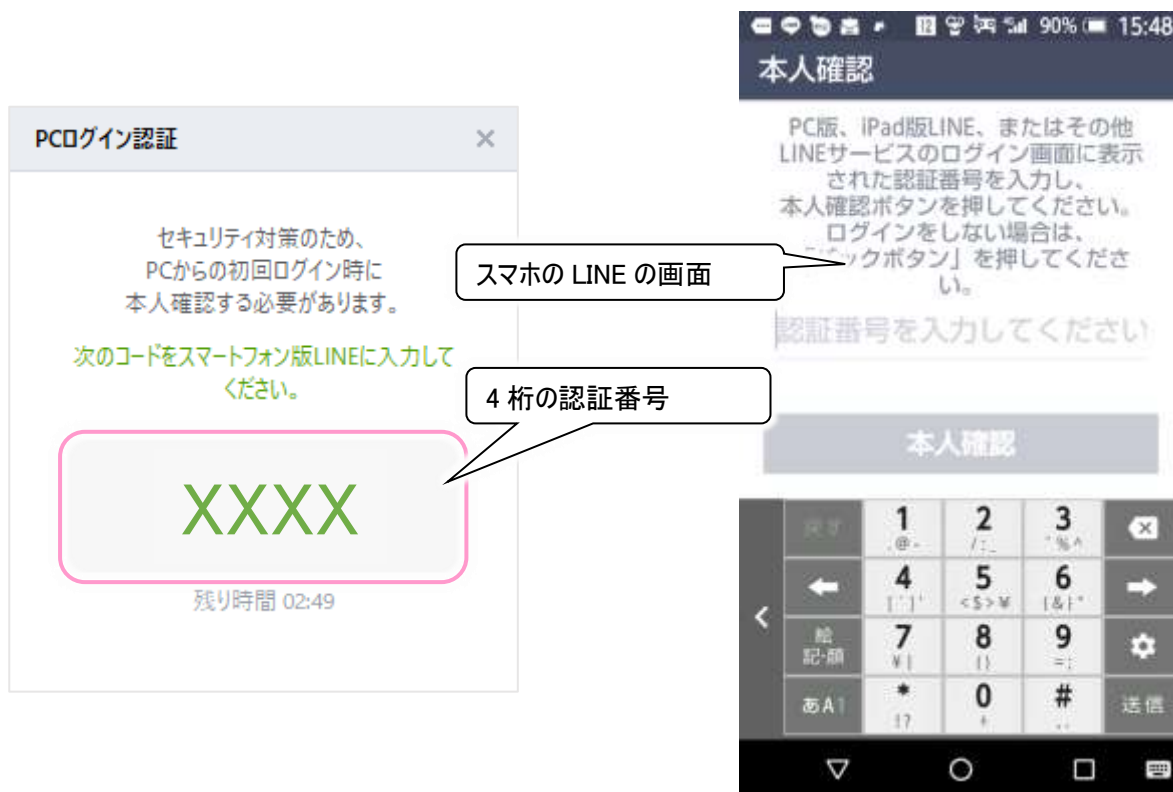 PCログイン認証
セキュリティ対策のため、
PCからの初回ログイン時に
本人確認する必要があります。
次のコードをスマートフォン版LINEに入力して
ください。
XXXX
残り時間 02:49
スマホの LINE の画面
4 桁の認証番号
12 90% 15:48
本人確認
PC版、iPad版LINE、またはその他
LINEサービスのログイン画面に表示
された認証番号を入力し、
本人確認ボタンを押してください。
ログインをしない場合は、
ックボタン」を押してくださ
い。
認証番号を入力してください
本人確認
戻す 1 2 3
.@- /:_ ~%^
4 5 6
[`]' <$>¥ {&}"
絵 7 8 9
記・顔 ¥| () =;
あA1 * 0 # 送信
!? +